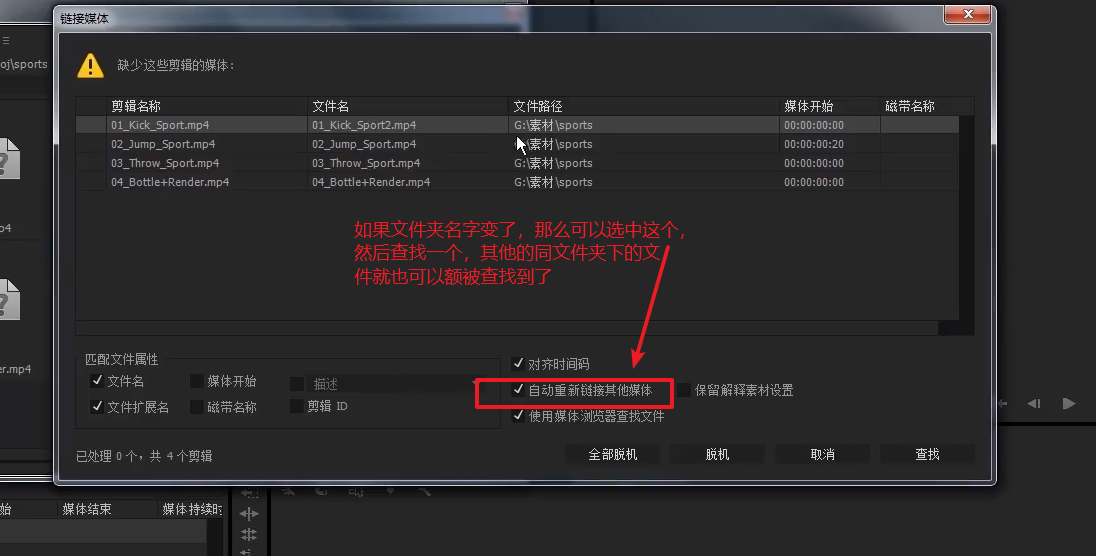 链接媒体
oj\sports
缺少这些剪辑的媒体:
剪辑名称 文件名 文件路径 媒体开始 磁带名称
01_Kick_Sport.mp4 01_Kick_Sport2.mp4 G:\素材\sports 00:00:00:00
02_Jump_Sport.mp4 02_Jump_Sport.mp4 G:\素材\sports 00:00:00:20
03_Throw_Sport.mp4 03_Throw_Sport.mp4 G:\素材\sports 00:00:00:00
04_Bottle+Render.mp4 04_Bottle+Render.mp4 G:\素材\sports 00:00:00:00
p4
如果文件夹名字变了，那么可以选中这个，
然后查找一个，其他的同文件夹下的文
件就也可以额被查找到了
er.mp4
匹配文件属性
文件名 媒体开始 描述
文件扩展名 磁带名称 剪辑 ID
对齐时间码
自动重新链接其他媒体 保留解释素材设置
使用媒体浏览器查找文件
已处理 0 个，共 4 个剪辑
全部脱机 脱机 取消 查找
始 媒体结束 媒体持续时